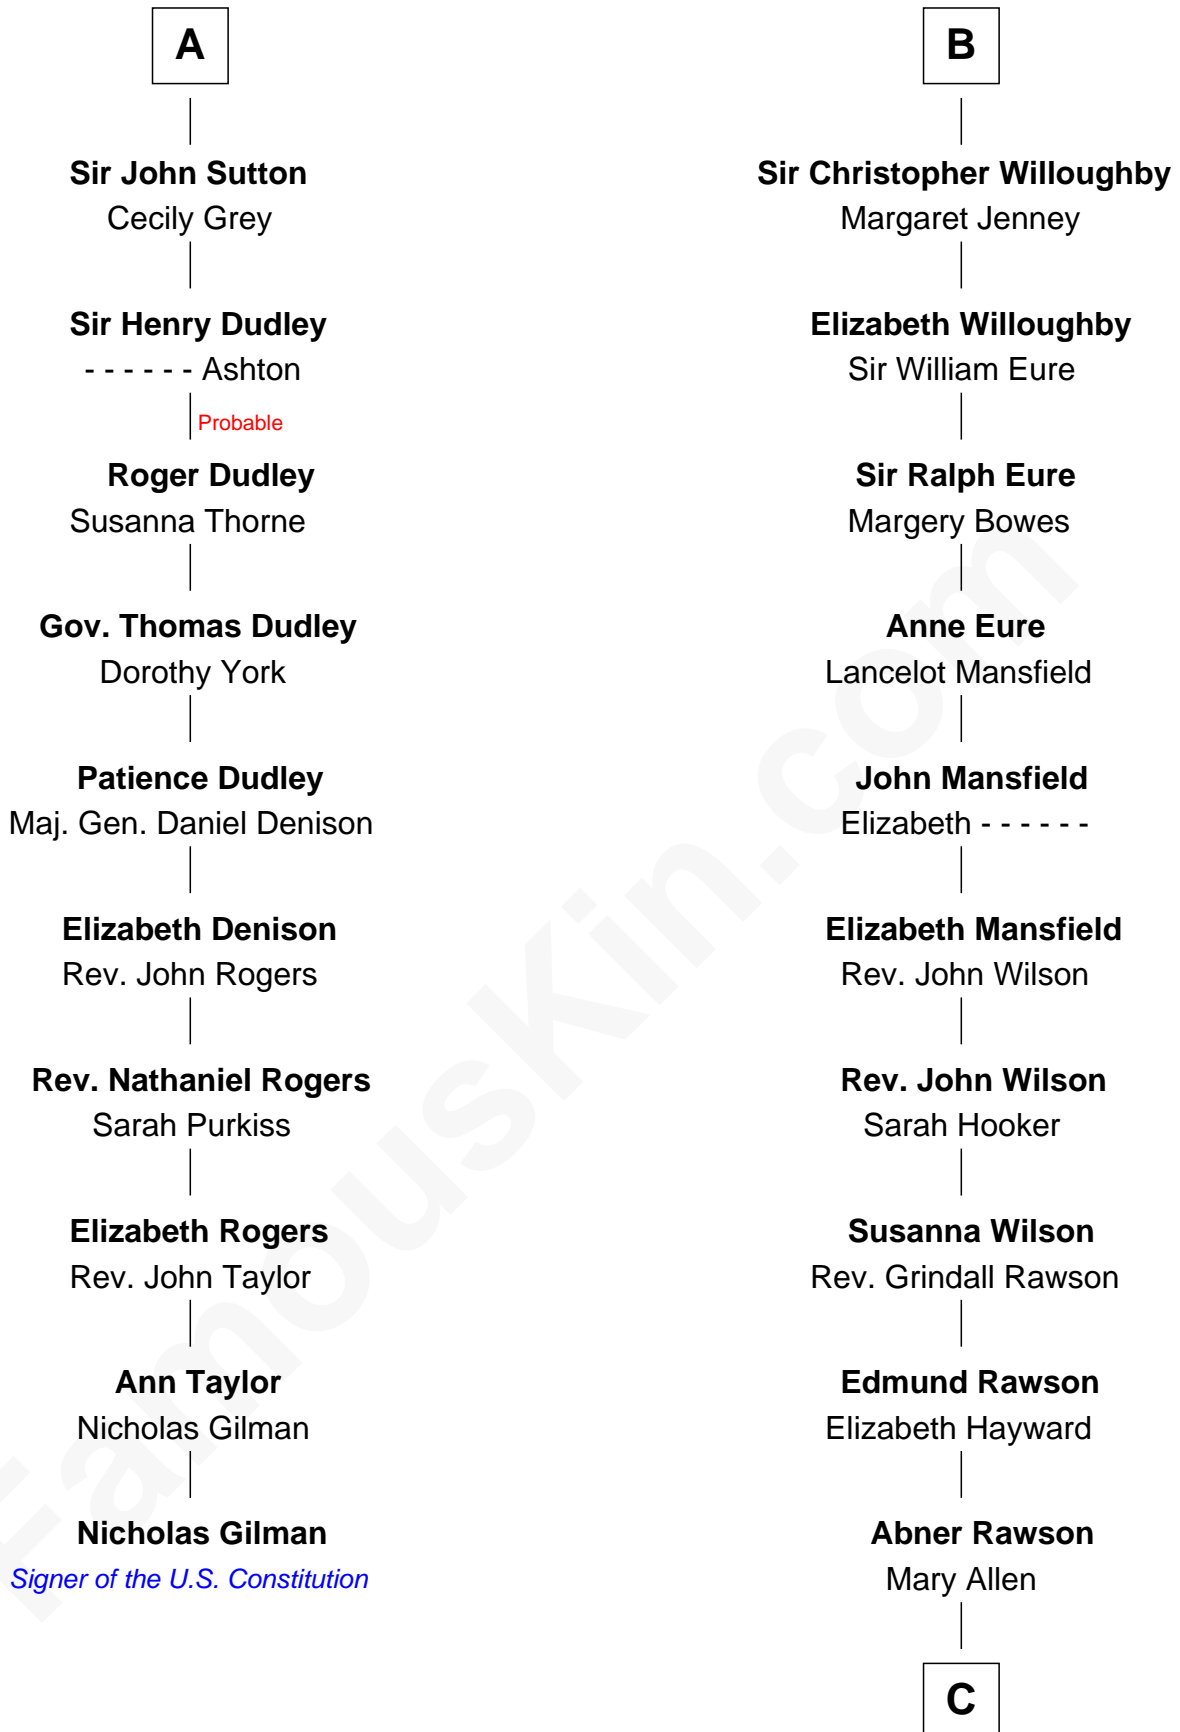 A
Sir John Sutton
Cecily Grey
Sir Henry Dudley
- - - - - - Ashton
Probable
Roger Dudley
Susanna Thorne
Gov. Thomas Dudley
Dorothy York
Patience Dudley
Maj. Gen. Daniel Denison
Elizabeth Denison
Rev. John Rogers
Rev. Nathaniel Rogers
Sarah Purkiss
Elizabeth Rogers
Rev. John Taylor
Ann Taylor
Nicholas Gilman
Nicholas Gilman
Signer of the U.S. Constitution
B
Sir Christopher Willoughby
Margaret Jenney
Elizabeth Willoughby
Sir William Eure
Sir Ralph Eure
Margery Bowes
Anne Eure
Lancelot Mansfield
John Mansfield
Elizabeth - - - - - -
Elizabeth Mansfield
Rev. John Wilson
Rev. John Wilson
Sarah Hooker
Susanna Wilson
Rev. Grindall Rawson
Edmund Rawson
Elizabeth Hayward
Abner Rawson
Mary Allen
C
FamousKin.com